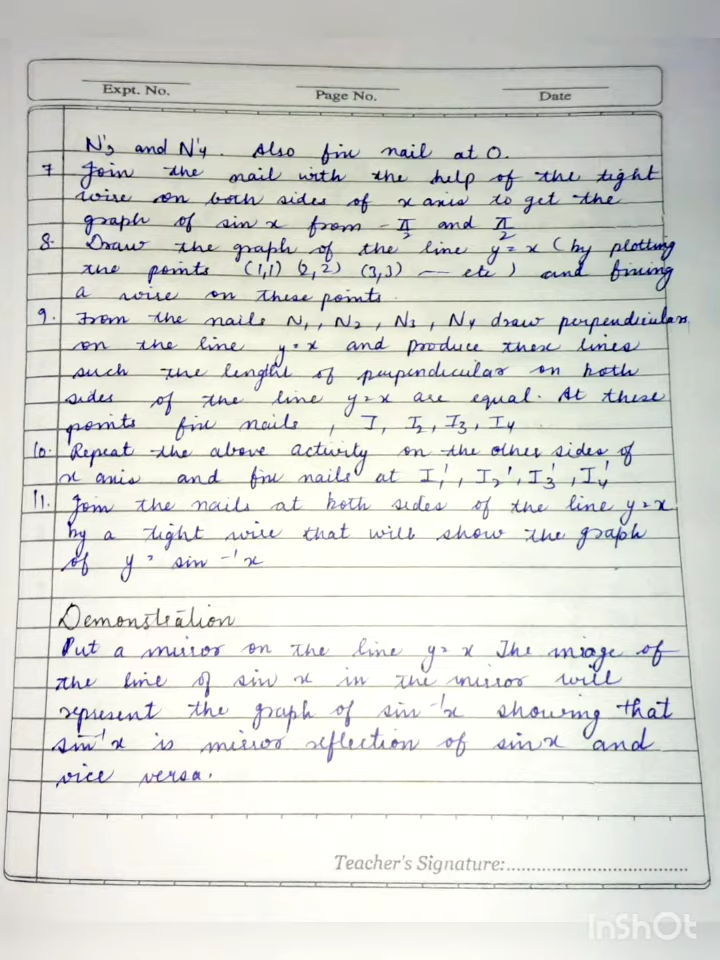 Expt. No.
Page No.
Date
N'3 and N'4. Also fix nail at O.
7 Join the nail with the help of the tight
wire on both sides of x axis to get the
graph of sin x from -π/2 and π/2
8. Draw the graph of the line y = x (by plotting
the points (1,1) (2,2) (3,3) — etc) and fixing
a wire on these points.
9. From the nails N1, N2, N3, N4 draw perpendicular
on the line y = x and produce these lines
such the lenght of perpendicular on both
sides of the line y = x are equal. At these
points fix nails, I, I2, I3, I4
10. Repeat the above activity on the other sides of
x axis and fix nails at I1', I2', I3', I4'
11. Join the nails at both sides of the line y = x
by a tight wire that will show the graph
of y = sin⁻¹x
Demonstration
Put a mirror on the line y = x The image of
the line of sin x in the mirror will
represent the graph of sin⁻¹x showing that
sin⁻¹x is mirror reflection of sin x and
vice versa.
Teacher's Signature:
InShOt